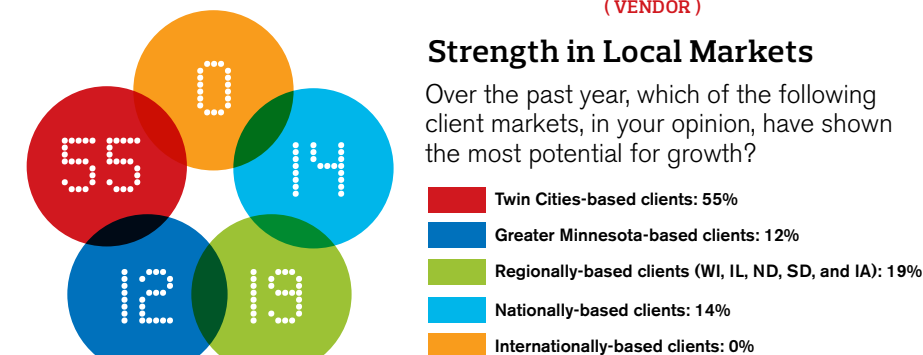 ( VENDOR )
Strength in Local Markets
Over the past year, which of the following
client markets, in your opinion, have shown
the most potential for growth?
Twin Cities-based clients: 55%
Greater Minnesota-based clients: 12%
Regionally-based clients (WI, IL, ND, SD, and IA): 19%
Nationally-based clients: 14%
Internationally-based clients: 0%
0
55
14
12
19